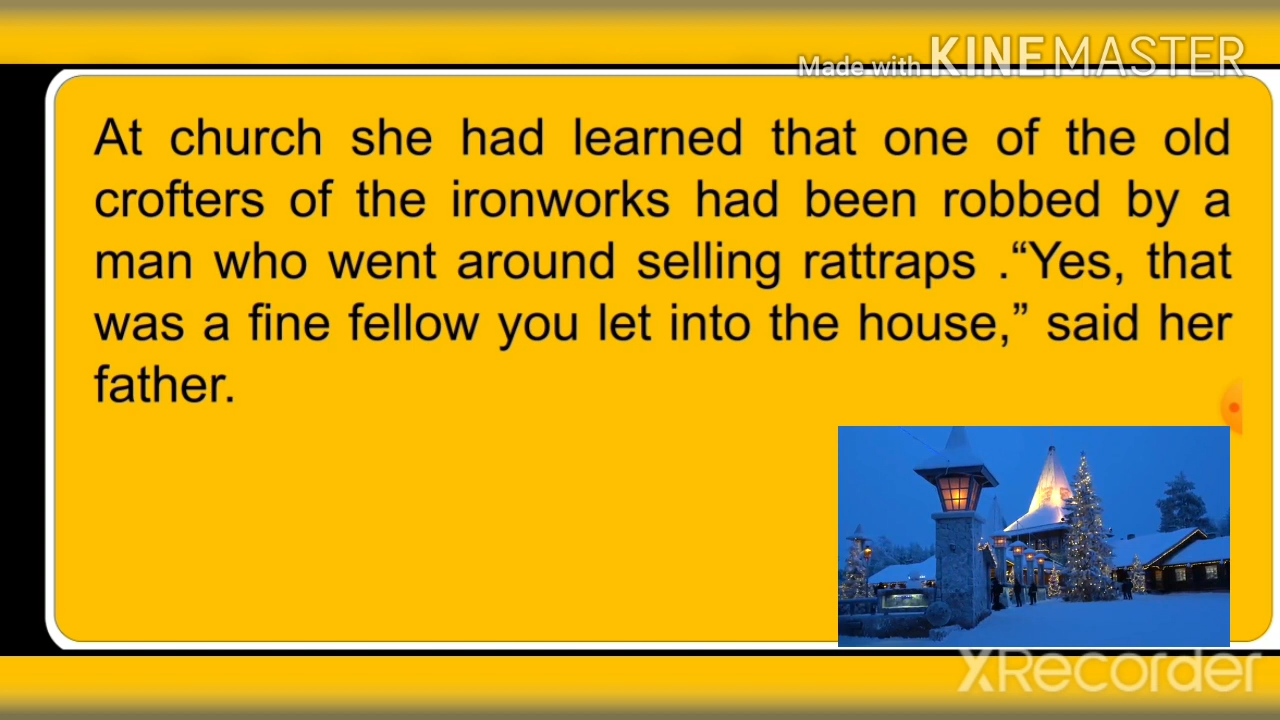 Made with KINEMASTER
At church she had learned that one of the old
crofters of the ironworks had been robbed by a
man who went around selling rattraps .“Yes, that
was a fine fellow you let into the house,” said her
father.
XRecorder